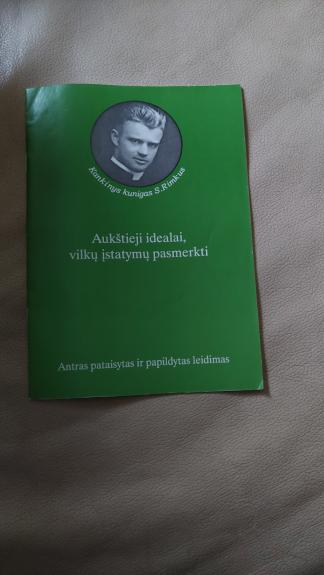 Kankinys kunigas S.Rimkus
Aukštieji idealai,
vilkų įstatymų pasmerkti
Antras pataisytas ir papildytas leidimas